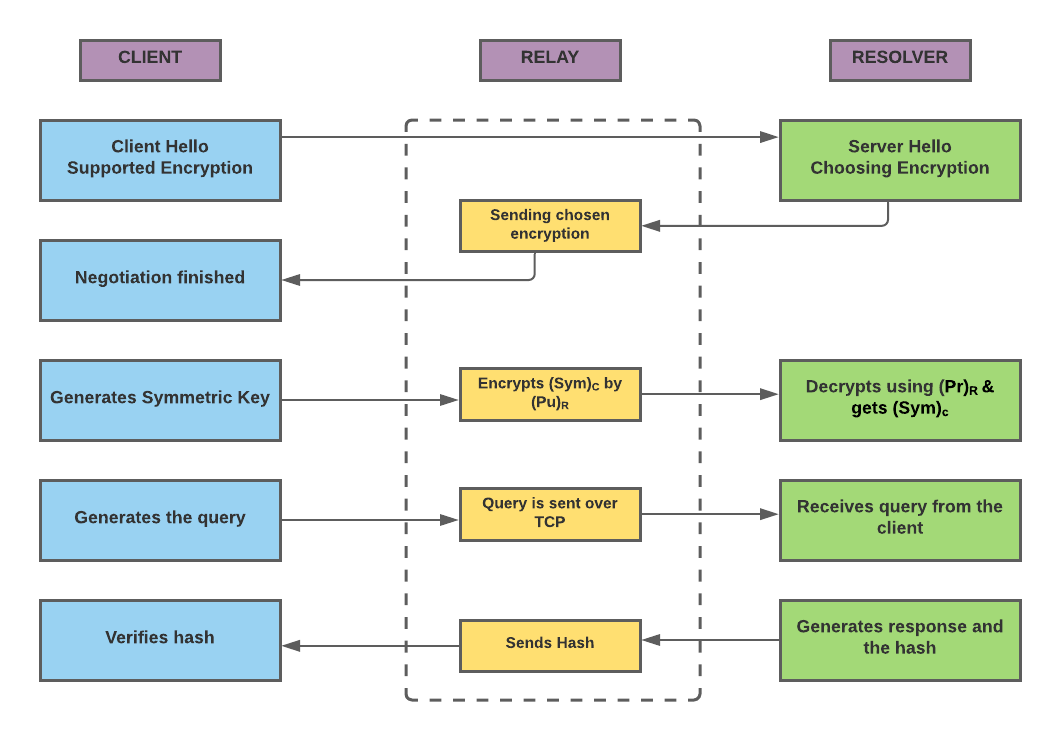 CLIENT
RELAY
RESOLVER
Client Hello
Supported Encryption
Server Hello
Choosing Encryption
Sending chosen
encryption
Negotiation finished
Generates Symmetric Key
Encrypts (Sym)C by
(Pu)R
Decrypts using (Pr)R &
gets (Sym)c
Generates the query
Query is sent over
TCP
Receives query from the
client
Verifies hash
Sends Hash
Generates response and
the hash